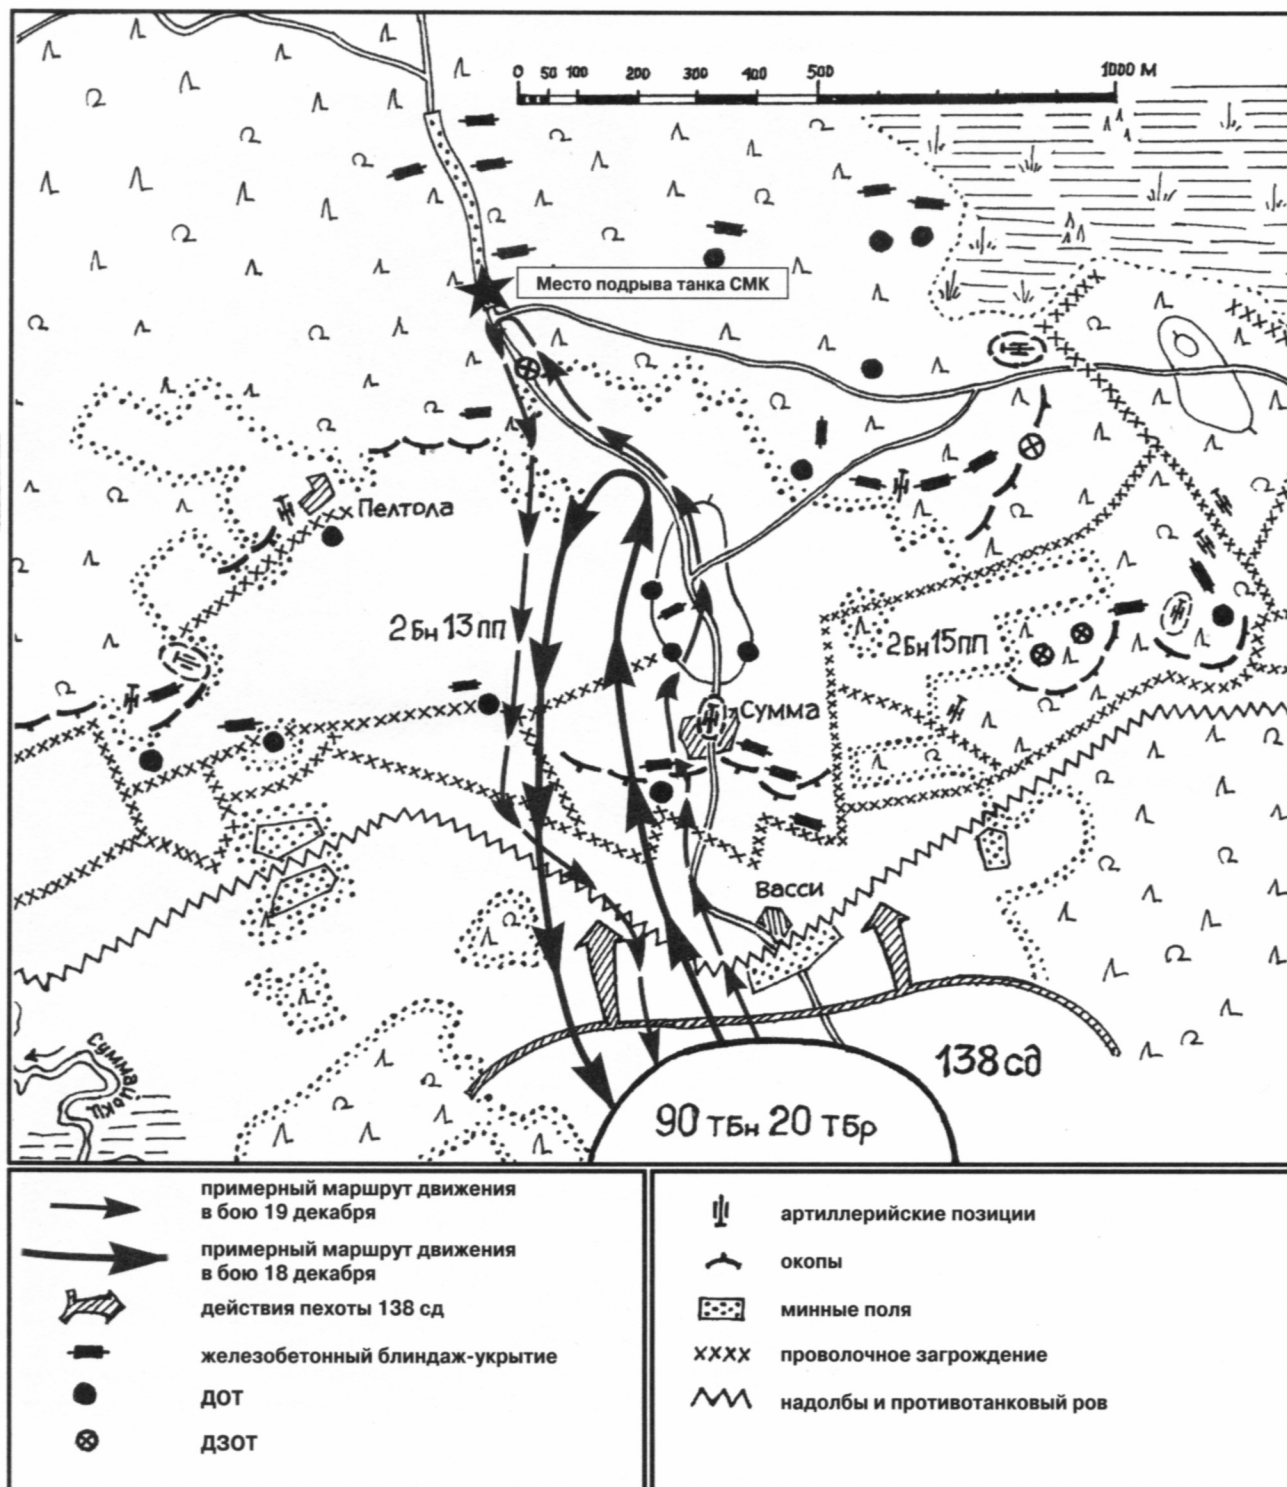 0 50 100 200 300 400 500 1000 М
Место подрыва танка СМК
Пелтола
2 Бн 13 ПП
2 Бн 15 ПП
Сумма
Васси
Суммайоки
138 сд
90 ТБн 20 ТБр
примерный маршрут движения
в бою 19 декабря
примерный маршрут движения
в бою 18 декабря
действия пехоты 138 сд
железобетонный блиндаж-укрытие
ДОТ
ДЗОТ
артиллерийские позиции
окопы
минные поля
проволочное заграждение
надолбы и противотанковый ров